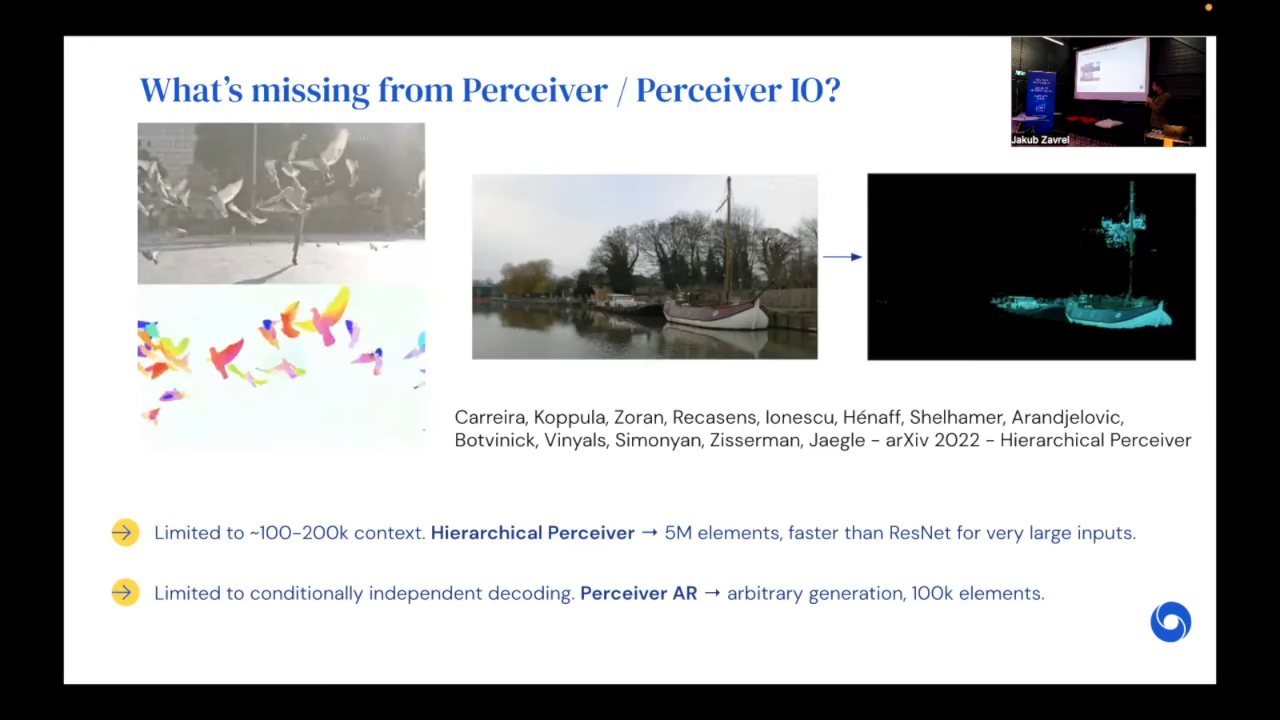 What's missing from Perceiver / Perceiver IO?
Jakub Zavrel
Carreira, Koppula, Zoran, Recasens, Ionescu, Hénaff, Shelhamer, Arandjelovic,
Botvinick, Vinyals, Simonyan, Zisserman, Jaegle – arXiv 2022 – Hierarchical Perceiver
Limited to ~100-200k context. Hierarchical Perceiver → 5M elements, faster than ResNet for very large inputs.
Limited to conditionally independent decoding. Perceiver AR → arbitrary generation, 100k elements.